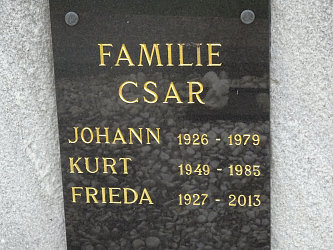 FAMILIE
CSAR
JOHANN 1926 - 1979
KURT 1949 - 1985
FRIEDA 1927 - 2013